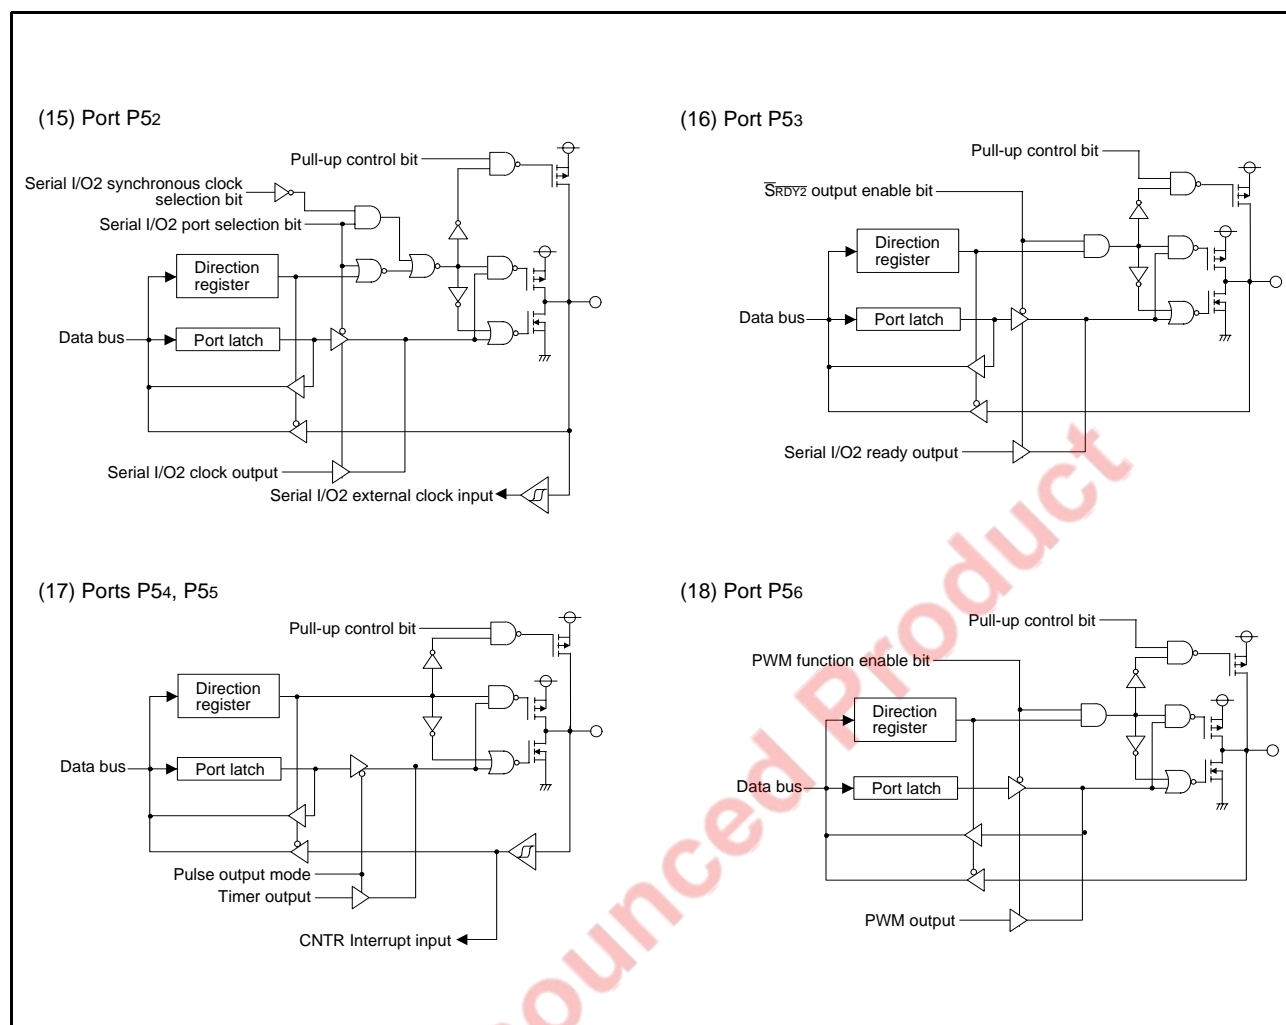 (15) Port P52
Pull-up control bit
Serial I/O2 synchronous clock
selection bit
Serial I/O2 port selection bit
Direction
register
Data bus
Port latch
Serial I/O2 clock output
Serial I/O2 external clock input
(16) Port P53
Pull-up control bit
SRDY2 output enable bit
Direction
register
Data bus
Port latch
Serial I/O2 ready output
(17) Ports P54, P55
Pull-up control bit
Direction
register
Data bus
Port latch
Pulse output mode
Timer output
CNTR Interrupt input
(18) Port P56
Pull-up control bit
PWM function enable bit
Direction
register
Data bus
Port latch
PWM output
ounced Product